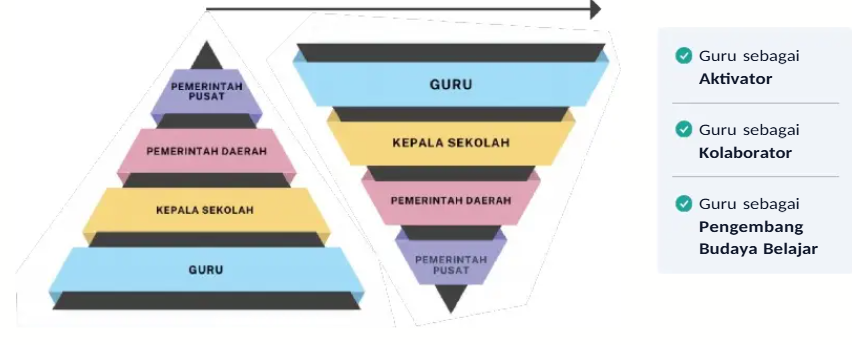 PEMERINTAH
PUSAT
PEMERINTAH DAERAH
KEPALA SEKOLAH
GURU
GURU
KEPALA SEKOLAH
PEMERINTAH DAERAH
PEMERINTAH
PUSAT
Guru sebagai
Aktivator
Guru sebagai
Kolaborator
Guru sebagai
Pengembang
Budaya Belajar